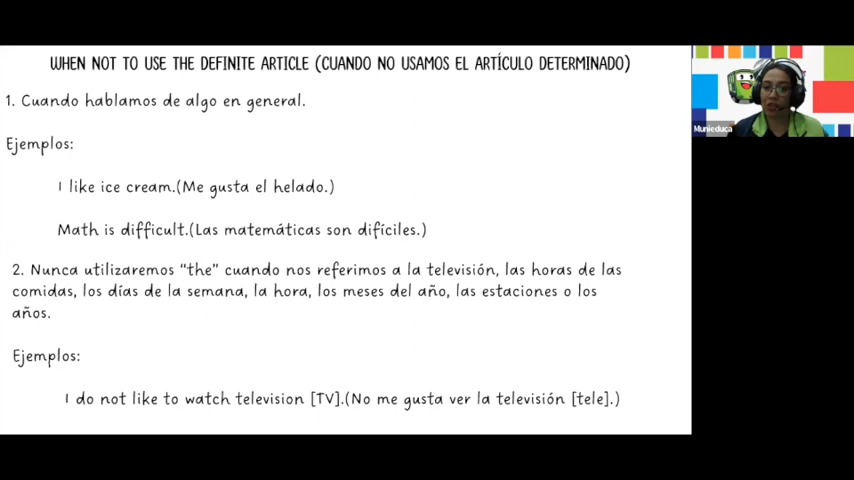 WHEN NOT TO USE THE DEFINITE ARTICLE (CUANDO NO USAMOS EL ARTÍCULO DETERMINADO)
1. Cuando hablamos de algo en general.
Ejemplos:
I like ice cream.(Me gusta el helado.)
Math is difficult.(Las matemáticas son difíciles.)
2. Nunca utilizaremos "the" cuando nos referimos a la televisión, las horas de las
comidas, los días de la semana, la hora, los meses del año, las estaciones o los
años.
Ejemplos:
I do not like to watch television [TV].(No me gusta ver la televisión [tele].)
Munieduca